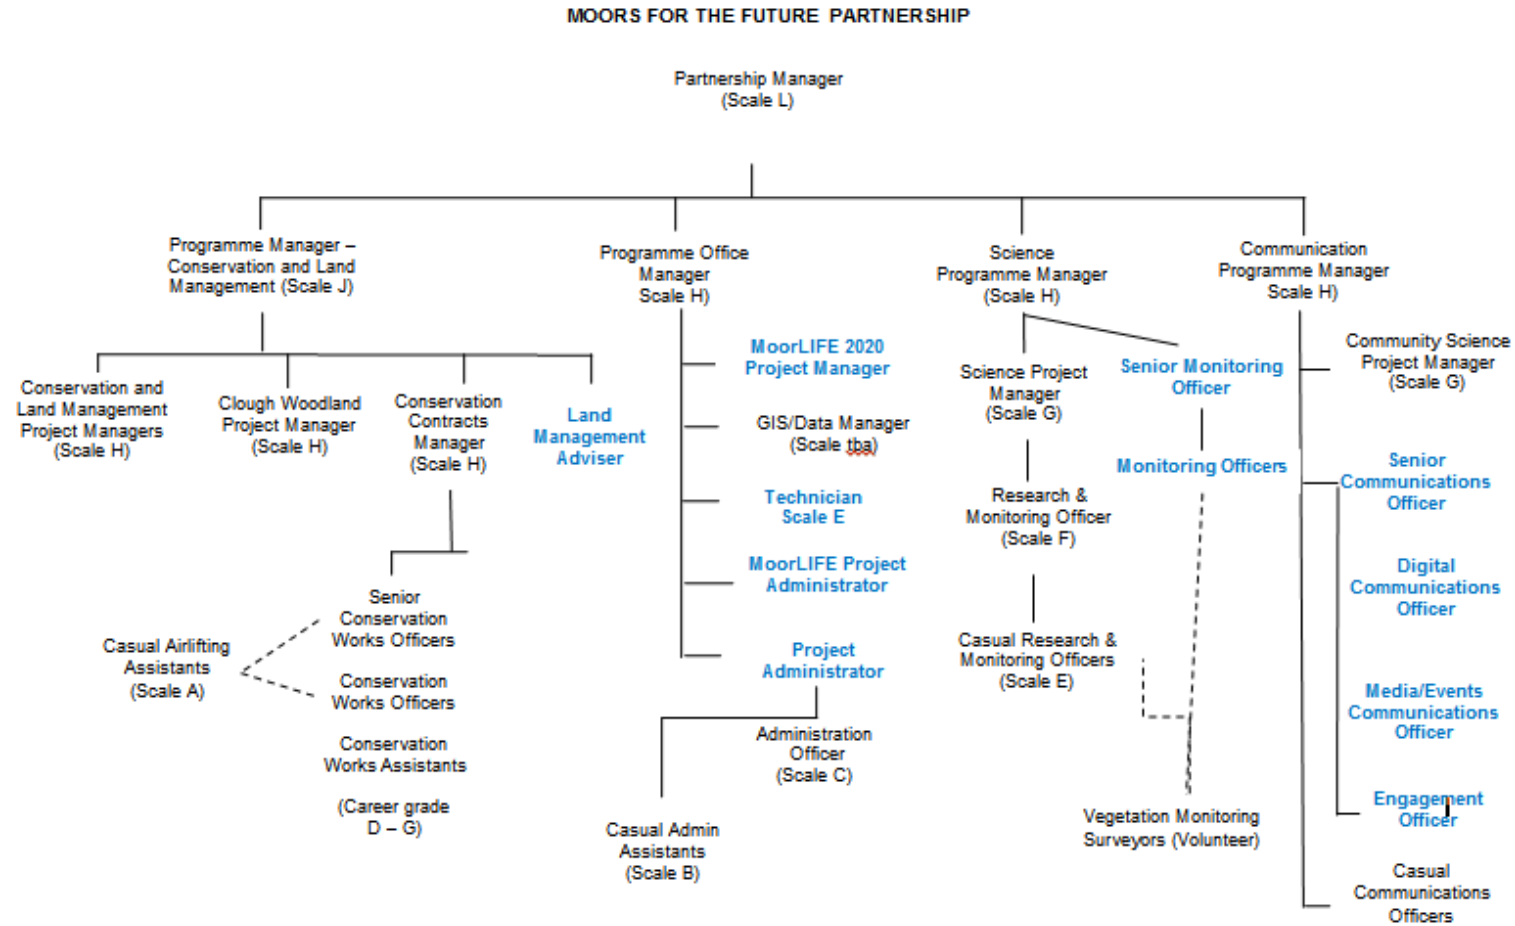 MOORS FOR THE FUTURE PARTNERSHIP
Partnership Manager
(Scale L)
Programme Manager –
Conservation and Land
Management (Scale J)
Programme Office
Manager
Scale H)
Science
Programme Manager
(Scale H)
Communication
Programme Manager
Scale H)
Conservation and
Land Management
Project Managers
(Scale H)
Clough Woodland
Project Manager
(Scale H)
Conservation
Contracts
Manager
(Scale H)
Land
Management
Adviser
Senior
Conservation
Works Officers
Conservation
Works Officers
Conservation
Works Assistants
(Career grade
D – G)
Casual Airlifting
Assistants
(Scale A)
MoorLIFE 2020
Project Manager
GIS/Data Manager
(Scale tba)
Technician
Scale E
MoorLIFE Project
Administrator
Project
Administrator
Administration
Officer
(Scale C)
Casual Admin
Assistants
(Scale B)
Science Project
Manager
(Scale G)
Research &
Monitoring Officer
(Scale F)
Casual Research &
Monitoring Officers
(Scale E)
Senior Monitoring
Officer
Monitoring Officers
Vegetation Monitoring
Surveyors (Volunteer)
Community Science
Project Manager
(Scale G)
Senior
Communications
Officer
Digital
Communications
Officer
Media/Events
Communications
Officer
Engagement
Officer
Casual
Communications
Officers